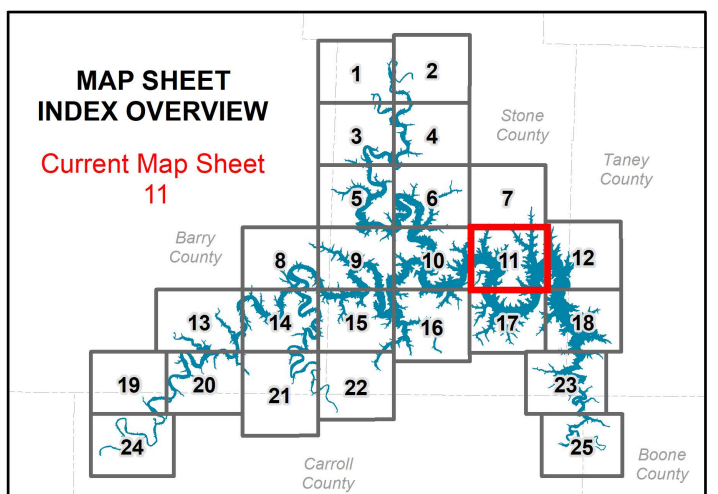 MAP SHEET
INDEX OVERVIEW
Current Map Sheet
11
1
2
Stone
County
3
4
Taney
County
5
6
7
Barry
County
8
9
10
11
12
13
14
15
16
17
18
19
20
21
22
23
24
25
Carroll
County
Boone
County